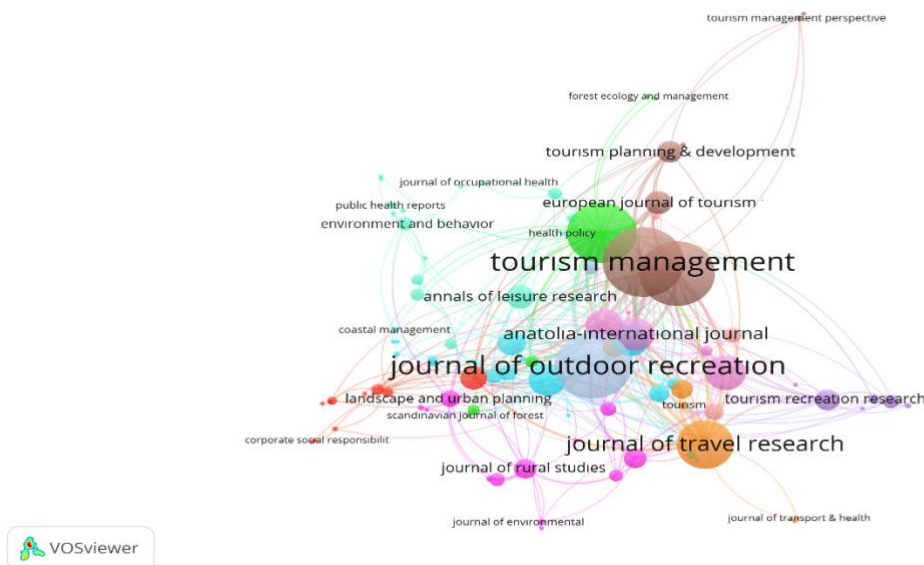 tourism management perspective
forest ecology and management
tourism planning & development
journal of occupational health
public health reports
european journal of tourism
environment and behavior
health policy
tourism management
annals of leisure research
coastal management
anatolia-international journal
journal of outdoor recreation
landscape and urban planning
tourism
tourism recreation research
scandinavian journal of forest
corporate social responsibilit
journal of travel research
journal of rural studies
journal of environmental
journal of transport & health
VOSviewer